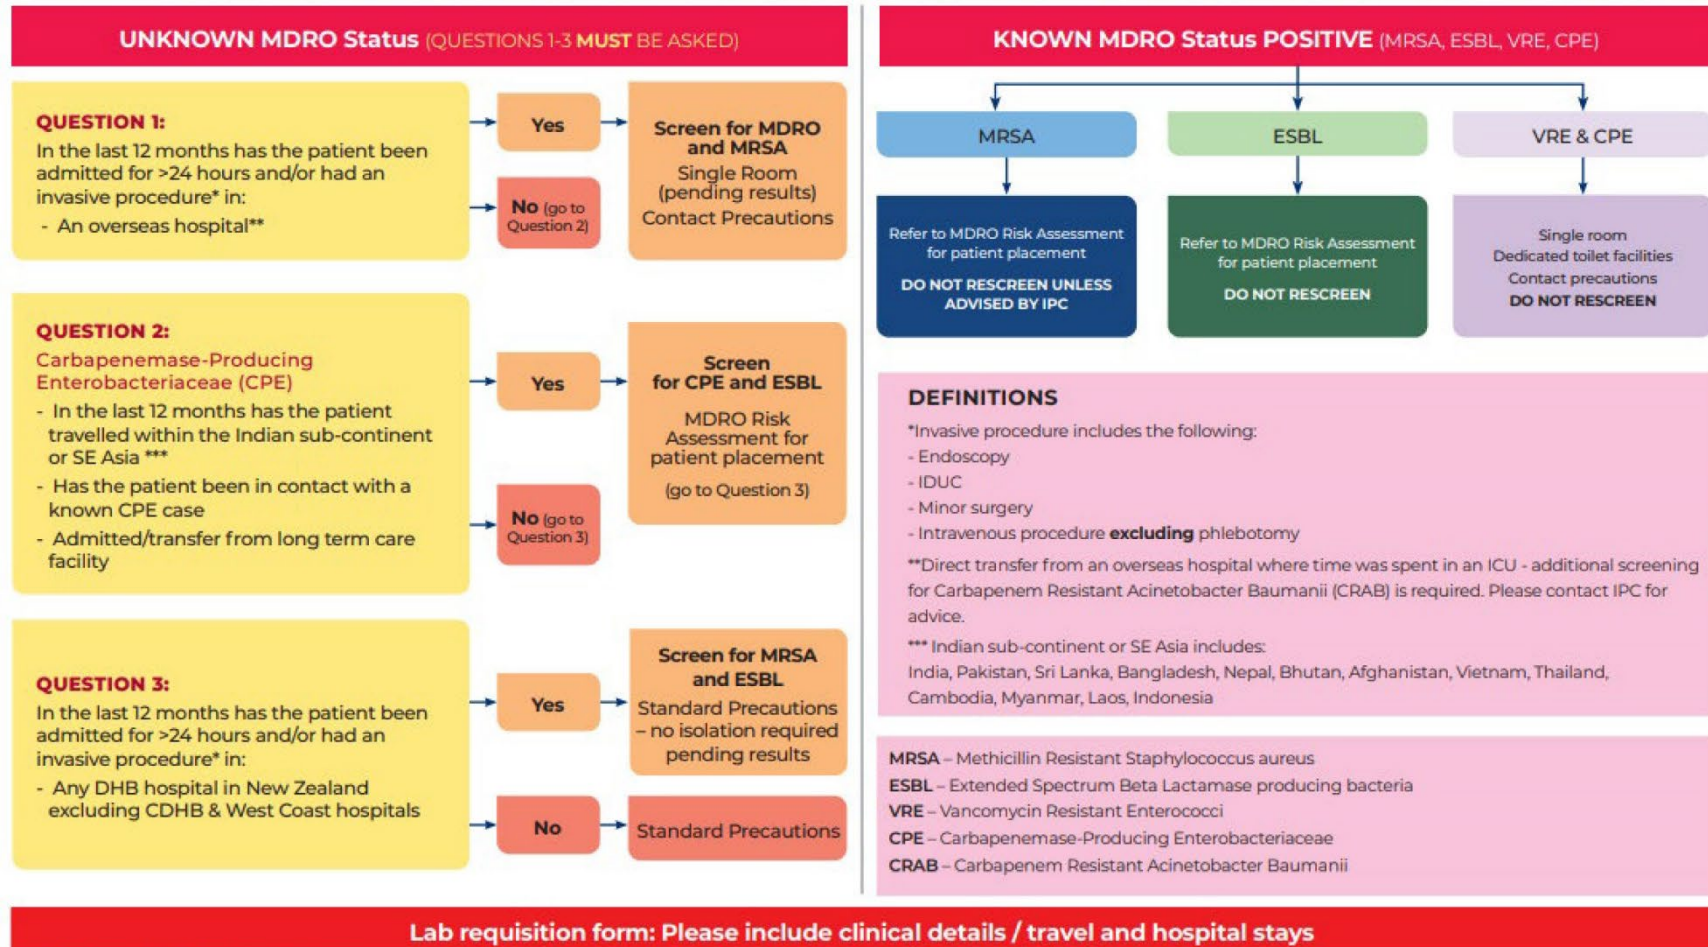 UNKNOWN MDRO Status (QUESTIONS 1-3 MUST BE ASKED)
QUESTION 1:
In the last 12 months has the patient been
admitted for >24 hours and/or had an
invasive procedure* in:
- An overseas hospital**
Yes
No (go to
Question 2)
Screen for MDRO
and MRSA
Single Room
(pending results)
Contact Precautions
QUESTION 2:
Carbapenemase-Producing
Enterobacteriaceae (CPE)
- In the last 12 months has the patient
travelled within the Indian sub-continent
or SE Asia ***
- Has the patient been in contact with a
known CPE case
- Admitted/transfer from long term care
facility
Yes
No (go to
Question 3)
Screen
for CPE and ESBL
MDRO Risk
Assessment for
patient placement
(go to Question 3)
QUESTION 3:
In the last 12 months has the patient been
admitted for >24 hours and/or had an
invasive procedure* in:
- Any DHB hospital in New Zealand
excluding CDHB & West Coast hospitals
Yes
Screen for MRSA
and ESBL
Standard Precautions
– no isolation required
pending results
No
Standard Precautions
KNOWN MDRO Status POSITIVE (MRSA, ESBL, VRE, CPE)
MRSA
Refer to MDRO Risk Assessment
for patient placement
DO NOT RESCREEN UNLESS
ADVISED BY IPC
ESBL
Refer to MDRO Risk Assessment
for patient placement
DO NOT RESCREEN
VRE & CPE
Single room
Dedicated toilet facilities
Contact precautions
DO NOT RESCREEN
DEFINITIONS
*Invasive procedure includes the following:
- Endoscopy
- IDUC
- Minor surgery
- Intravenous procedure excluding phlebotomy
**Direct transfer from an overseas hospital where time was spent in an ICU - additional screening
for Carbapenem Resistant Acinetobacter Baumanii (CRAB) is required. Please contact IPC for
advice.
*** Indian sub-continent or SE Asia includes:
India, Pakistan, Sri Lanka, Bangladesh, Nepal, Bhutan, Afghanistan, Vietnam, Thailand,
Cambodia, Myanmar, Laos, Indonesia
MRSA – Methicillin Resistant Staphylococcus aureus
ESBL – Extended Spectrum Beta Lactamase producing bacteria
VRE – Vancomycin Resistant Enterococci
CPE – Carbapenemase-Producing Enterobacteriaceae
CRAB – Carbapenem Resistant Acinetobacter Baumanii
Lab requisition form: Please include clinical details / travel and hospital stays